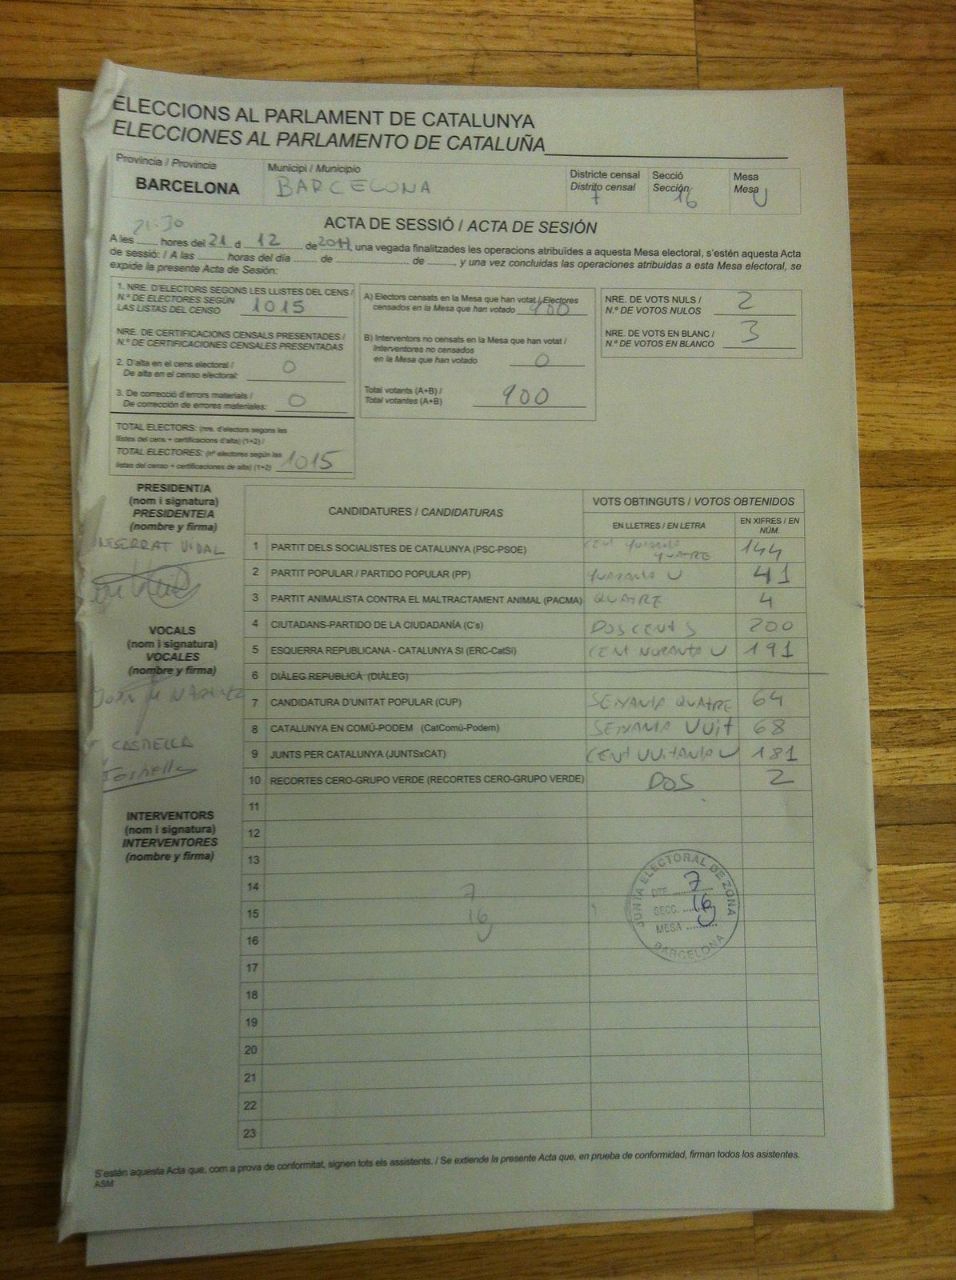 ELECCIONS AL PARLAMENT DE CATALUNYA
ELECCIONES AL PARLAMENTO DE CATALUÑA
Província / Provincia
BARCELONA
Municipi / Municipio
BARCELONA
Districte censal
Distrito censal
7
Secció
Sección
16
Mesa
Mesa
U
ACTA DE SESSIÓ / ACTA DE SESIÓN
21:30
A les ........ hores del 21 d 12 de 2017, una vegada finalitzades les operacions atribuïdes a aquesta Mesa electoral, s'estén aquesta Acta
de sessió: / A las ........ horas del día ........ de ........................ de ........, y una vez concluidas las operaciones atribuidas a esta Mesa electoral, se
expide la presente Acta de Sesión:
1. NRE. D'ELECTORS SEGONS LES LLISTES DEL CENS /
N.º DE ELECTORES SEGÚN
LAS LISTAS DEL CENSO 1015
NRE. DE CERTIFICACIONS CENSALS PRESENTADES /
N.º DE CERTIFICACIONES CENSALES PRESENTADAS
2. D'alta en el cens electoral /
De alta en el censo electoral: 0
3. De correcció d'errors materials /
De corrección de errores materiales: 0
TOTAL ELECTORS: (nre. d'electors segons les
llistes del cens + certificacions d'alta) (1+2) /
TOTAL ELECTORES: (nº electores según las
listas del censo + certificaciones de alta) (1+2) 1015
A) Electors censats en la Mesa que han votat / Electores
censados en la Mesa que han votado 900
B) Interventors no censats en la Mesa que han votat /
Interventores no censados
en la Mesa que han votado 0
Total votants (A+B) /
Total votantes (A+B) 900
NRE. DE VOTS NULS /
N.º DE VOTOS NULOS 2
NRE. DE VOTS EN BLANC /
N.º DE VOTOS EN BLANCO 3
PRESIDENT/A
(nom i signatura)
PRESIDENTE/A
(nombre y firma)
VIDAL
VOCALS
(nom i signatura)
VOCALES
(nombre y firma)
CASTELLA
INTERVENTORS
(nom i signatura)
INTERVENTORES
(nombre y firma)
CANDIDATURES / CANDIDATURAS
VOTS OBTINGUTS / VOTOS OBTENIDOS
EN LLETRES / EN LETRA
EN XIFRES / EN NÚM.
1 PARTIT DELS SOCIALISTES DE CATALUNYA (PSC-PSOE) 144
2 PARTIT POPULAR / PARTIDO POPULAR (PP) 41
3 PARTIT ANIMALISTA CONTRA EL MALTRACTAMENT ANIMAL (PACMA) QUATRE 4
4 CIUTADANS-PARTIDO DE LA CIUDADANÍA (C's) DOS CENTS 200
5 ESQUERRA REPUBLICANA - CATALUNYA SÍ (ERC-CatSí) CENT NORANTA U 191
6 DIÀLEG REPUBLICÀ (DIÀLEG)
7 CANDIDATURA D'UNITAT POPULAR (CUP) SEIXANTA QUATRE 64
8 CATALUNYA EN COMÚ-PODEM (CatComú-Podem) SEIXANTA VUIT 68
9 JUNTS PER CATALUNYA (JUNTSxCAT) CENT VUITANTA U 181
10 RECORTES CERO-GRUPO VERDE (RECORTES CERO-GRUPO VERDE) DOS 2
11
12
13
14
15
16
17
18
19
20
21
22
23
7
16
U
JUNTA ELECTORAL DE ZONA
DTE. 7
SECC. 16
MESA U
BARCELONA
S'estén aquesta Acta que, com a prova de conformitat, signen tots els assistents. / Se extiende la presente Acta que, en prueba de conformidad, firman todos los asistentes.
ASM